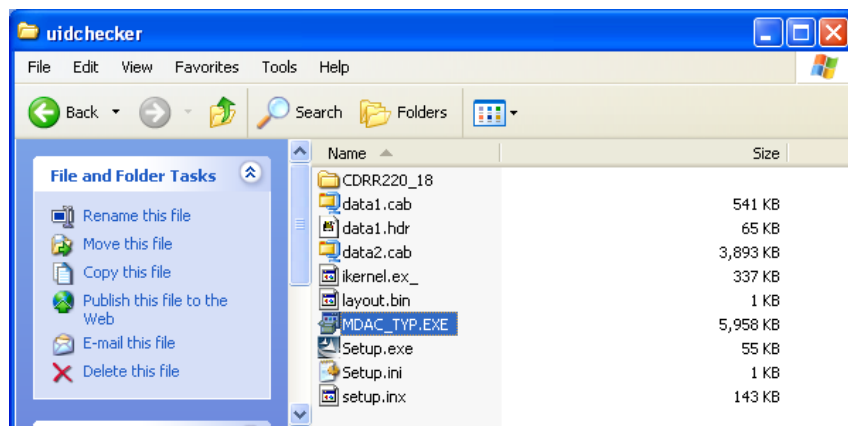 uidchecker
File Edit View Favorites Tools Help
Back Search Folders
Name Size
File and Folder Tasks
Rename this file
Move this file
Copy this file
Publish this file to the
Web
E-mail this file
Delete this file
CDRR220_18
data1.cab 541 KB
data1.hdr 65 KB
data2.cab 3,893 KB
ikernel.ex_ 337 KB
layout.bin 1 KB
MDAC_TYP.EXE 5,958 KB
Setup.exe 55 KB
Setup.ini 1 KB
setup.inx 143 KB